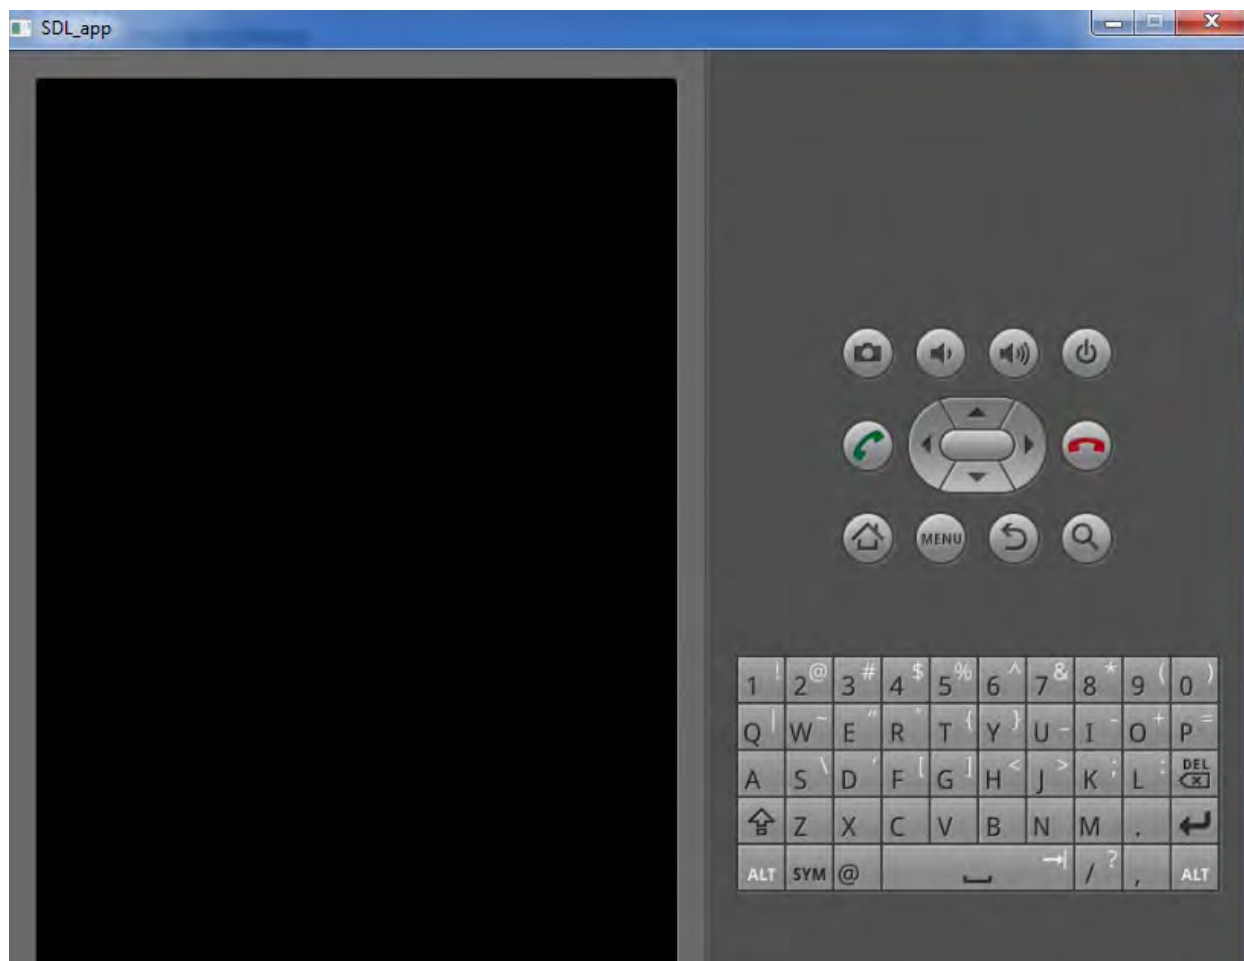 SDL_app
MENU
1 ! 2 @ 3 # 4 $ 5 % 6 ^ 7 & 8 * 9 ( 0 )
Q | W ~ E " R ` T { Y } U _ I - O + P =
A S \ D ' F [ G ] H < J > K ; L : DEL
Z X C V B N M .
ALT SYM @ / ? , ALT